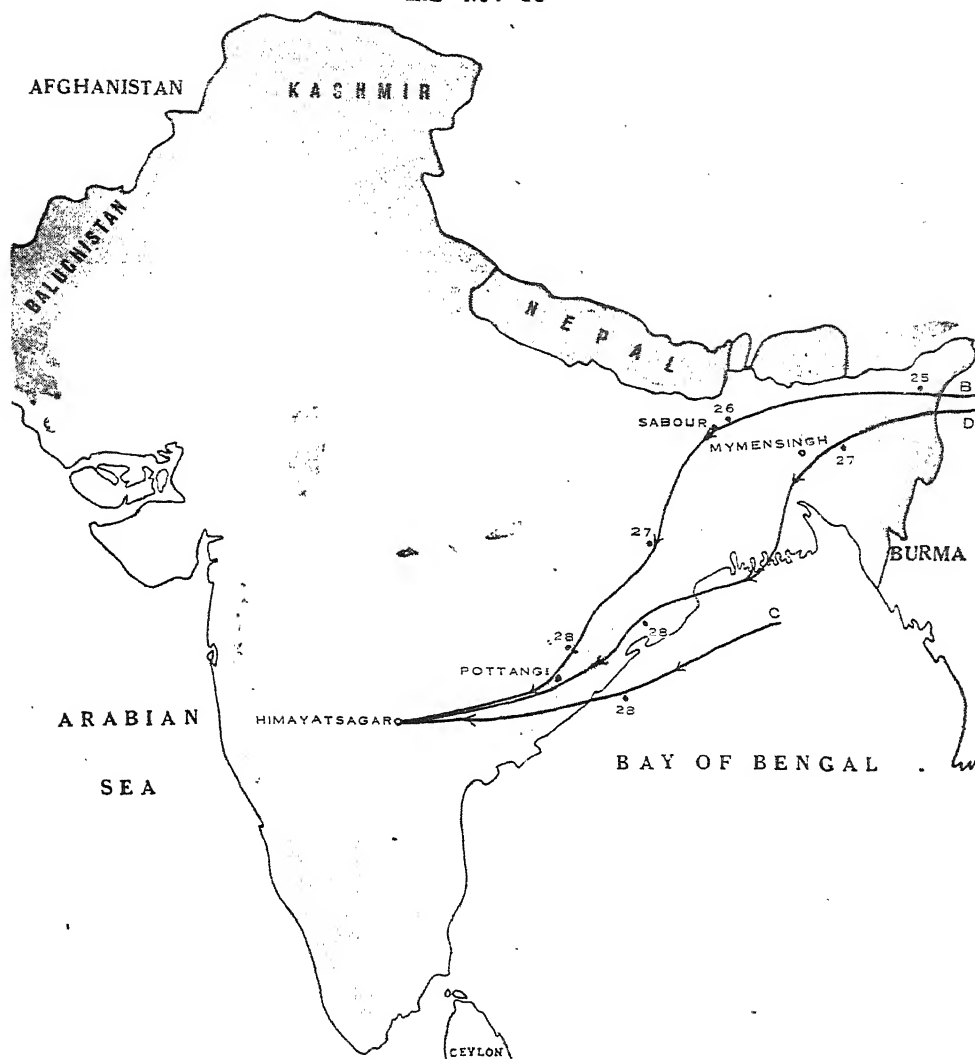 AFGHANISTAN
KASHMIR
BALUCHISTAN
NEPAL
25
B
26
SABOUR
D
MYMENSINGH
27
27
BURMA
C
28
28
POTTANGI
28
ARABIAN
SEA
HIMAYATSAGAR
BAY OF BENGAL
CEYLON